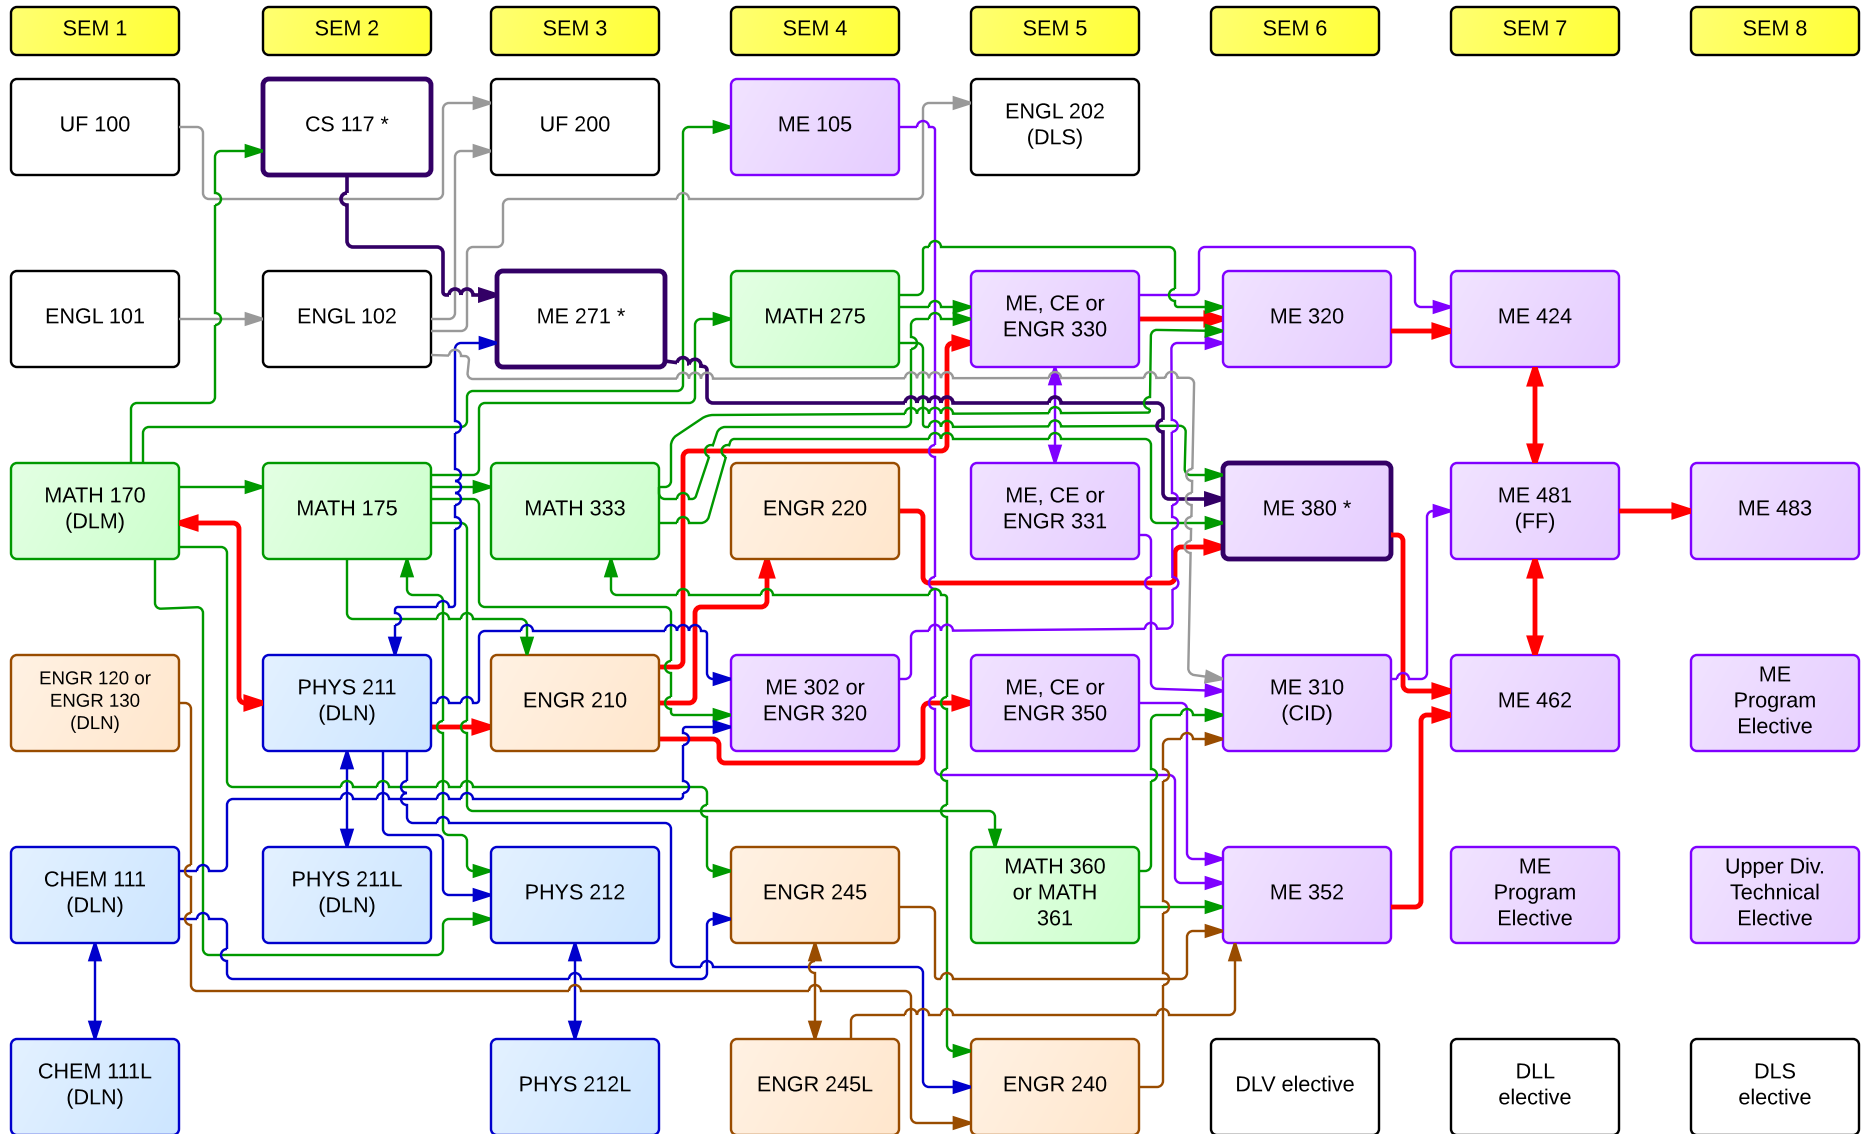 SEM 1
SEM 2
SEM 3
SEM 4
SEM 5
SEM 6
SEM 7
SEM 8
UF 100
CS 117 *
UF 200
ME 105
ENGL 202
(DLS)
ENGL 101
ENGL 102
ME 271 *
MATH 275
ME, CE or
ENGR 330
ME 320
ME 424
MATH 170
(DLM)
MATH 175
MATH 333
ENGR 220
ME, CE or
ENGR 331
ME 380 *
ME 481
(FF)
ME 483
ENGR 120 or
ENGR 130
(DLN)
PHYS 211
(DLN)
ENGR 210
ME 302 or
ENGR 320
ME, CE or
ENGR 350
ME 310
(CID)
ME 462
ME
Program
Elective
CHEM 111
(DLN)
PHYS 211L
(DLN)
PHYS 212
ENGR 245
MATH 360
or MATH
361
ME 352
ME
Program
Elective
Upper Div.
Technical
Elective
CHEM 111L
(DLN)
PHYS 212L
ENGR 245L
ENGR 240
DLV elective
DLL
elective
DLS
elective